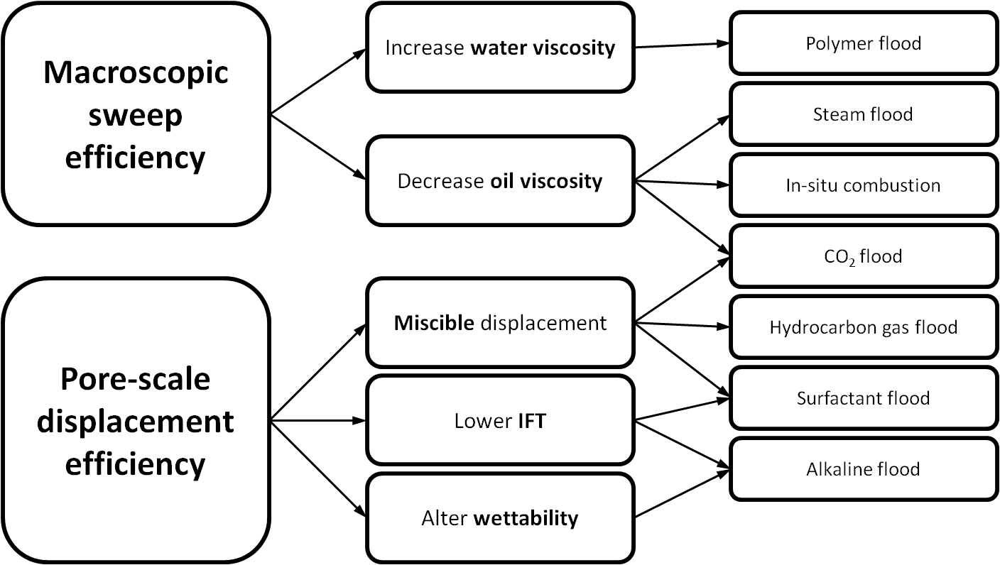 Macroscopic
sweep
efficiency
Increase water viscosity
Decrease oil viscosity
Polymer flood
Steam flood
In-situ combustion
CO₂ flood
Pore-scale
displacement
efficiency
Miscible displacement
Lower IFT
Alter wettability
Hydrocarbon gas flood
Surfactant flood
Alkaline flood